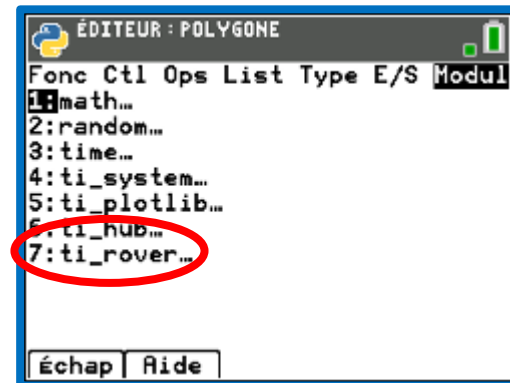 ÉDITEUR : POLYGONE
Fonc Ctl Ops List Type E/S Modul
1:math…
2:random…
3:time…
4:ti_system…
5:ti_plotlib…
6:ti_hub…
7:ti_rover…
Échap Aide